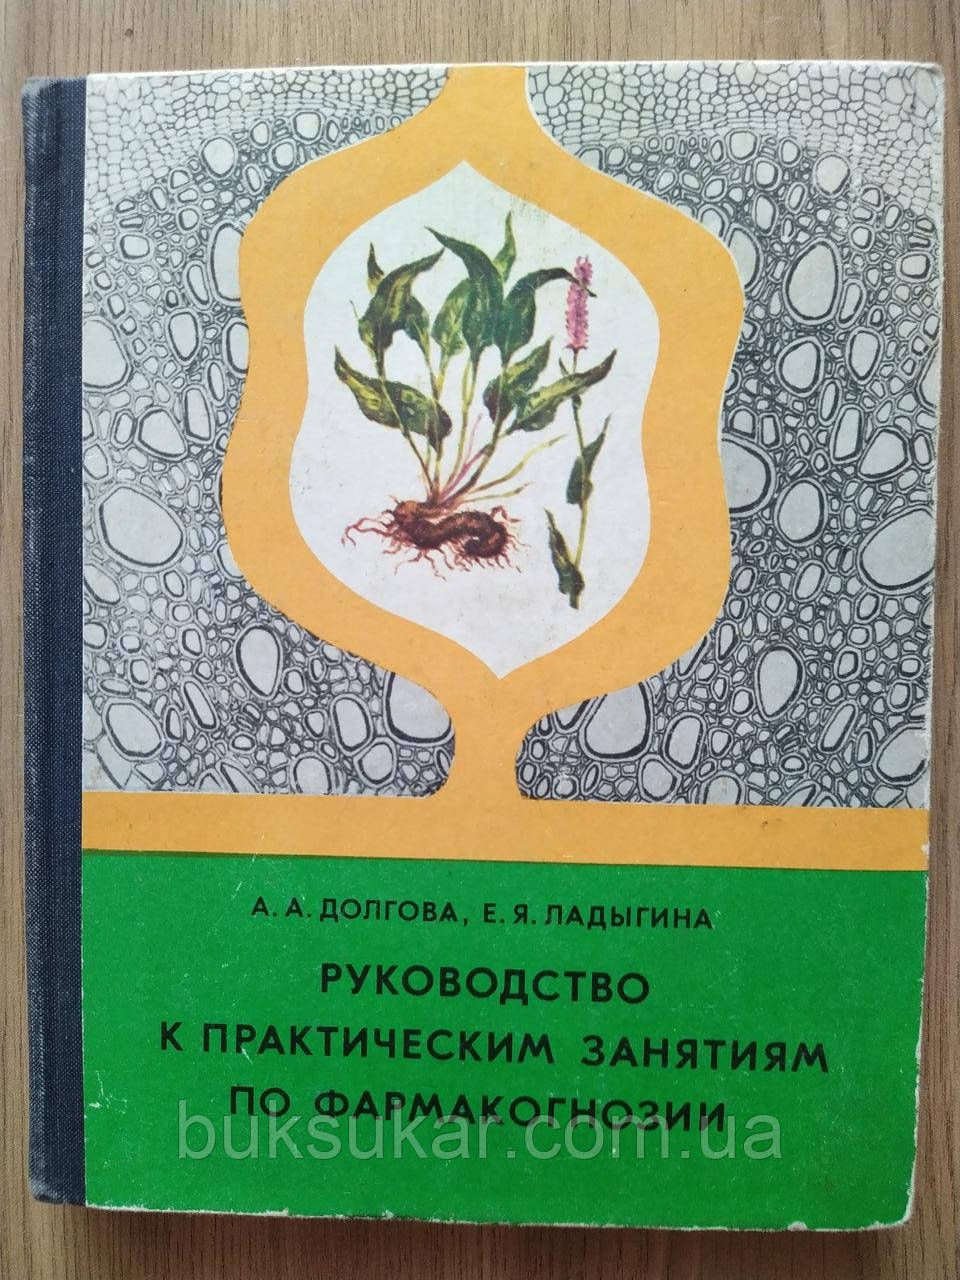 А. А. ДОЛГОВА, Е. Я. ЛАДЫГИНА
РУКОВОДСТВО
К ПРАКТИЧЕСКИМ ЗАНЯТИЯМ
ПО ФАРМАКОГНОЗИИ
buksukar.com.ua